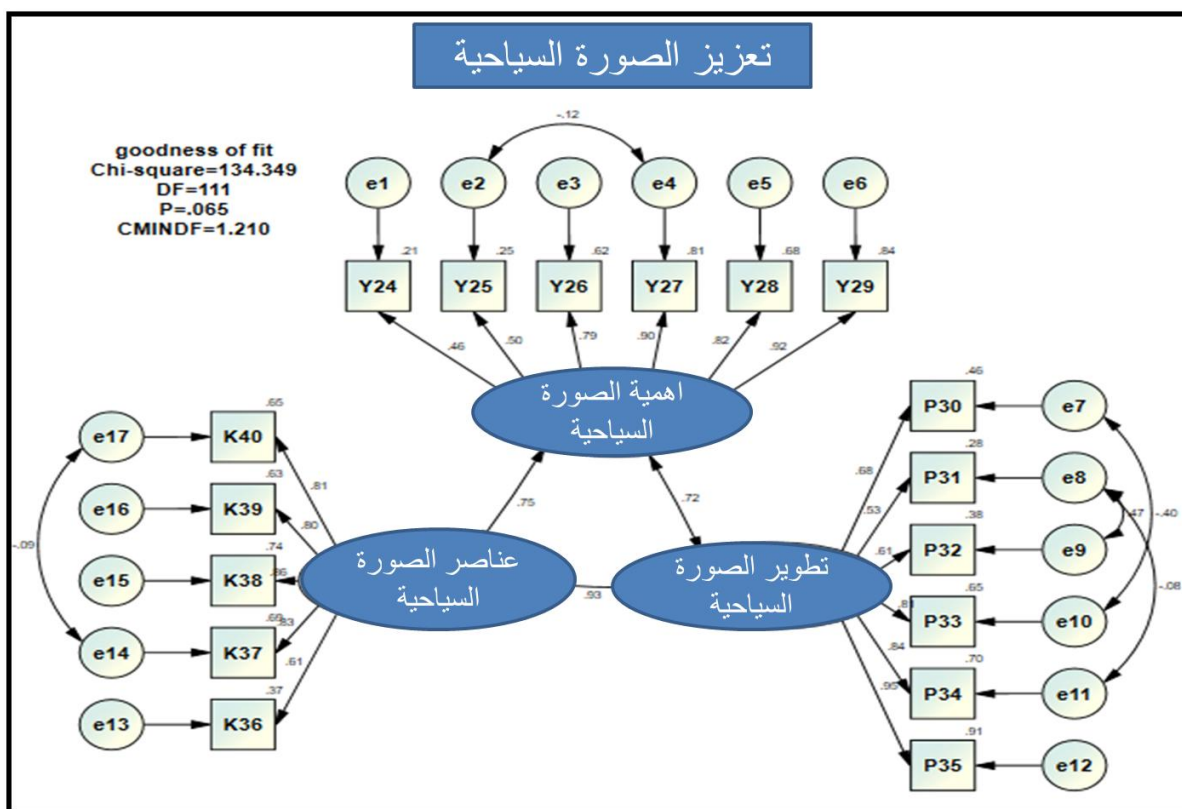 تعزيز الصورة السياحية
goodness of fit
Chi-square=134.349
DF=111
P=.065
CMINDF=1.210
-.12
e1 e2 e3 e4 e5 e6
.21 .25 .62 .81 .68 .84
Y24 Y25 Y26 Y27 Y28 Y29
.46 .50 .79 .90 .82 .92
اهمية الصورة
السياحية
.75
.72
.93
عناصر الصورة
السياحية
تطوير الصورة
السياحية
.65
e17 K40
.81
.63
e16 K39
.80
.74
e15 K38
.86
e14 K37
.83
.61
.37
e13 K36
-.09
.46
P30 e7
.68
.28
P31 e8
.53
.38
P32 e9
.61
.65
P33 e10
.81
.70
P34 e11
.84
.91
P35 e12
.95
.47
-.40
-.08